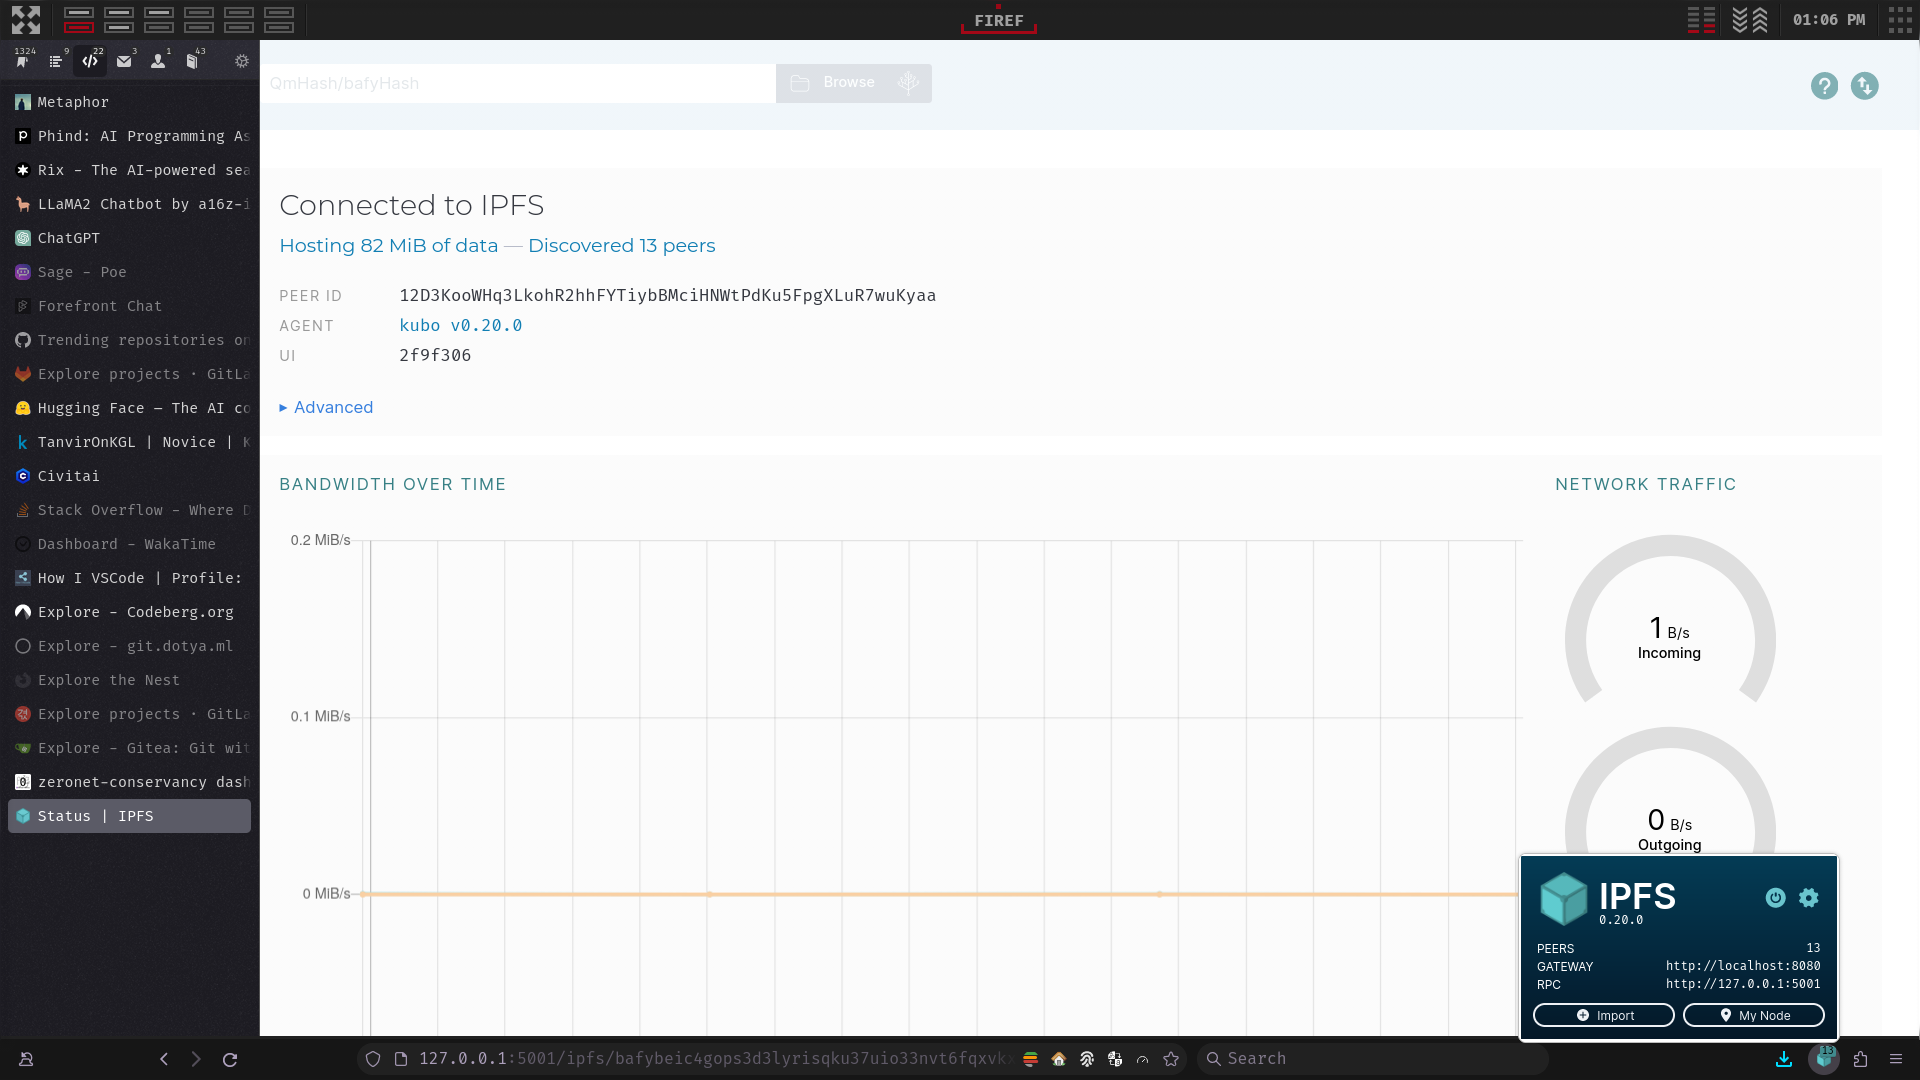 FIREF
01:06 PM
1324
9
22
3
1
43
Metaphor
Phind: AI Programming As
Rix – The AI-powered sea
LLaMA2 Chatbot by a16z-i
ChatGPT
Sage – Poe
Forefront Chat
Trending repositories on
Explore projects · GitLa
Hugging Face – The AI co
TanvirOnKGL | Novice | K
Civitai
Stack Overflow – Where D
Dashboard – WakaTime
How I VSCode | Profile:
Explore – Codeberg.org
Explore – git.dotya.ml
Explore the Nest
Explore projects · GitLa
Explore – Gitea: Git wit
zeronet-conservancy dash
Status | IPFS
QmHash/bafyHash
Browse
Connected to IPFS
Hosting 82 MiB of data — Discovered 13 peers
PEER ID 12D3KooWHq3LkohR2hhFYTiybBMciHNWtPdKu5FpgXLuR7wuKyaa
AGENT kubo v0.20.0
UI 2f9f306
▸ Advanced
BANDWIDTH OVER TIME
0.2 MiB/s
0.1 MiB/s
0 MiB/s
NETWORK TRAFFIC
1 B/s
Incoming
0 B/s
Outgoing
IPFS
0.20.0
PEERS 13
GATEWAY http://localhost:8080
RPC http://127.0.0.1:5001
Import
My Node
127.0.0.1:5001/ipfs/bafybeic4gops3d3lyrisqku37uio33nvt6fqxvk
Search
13